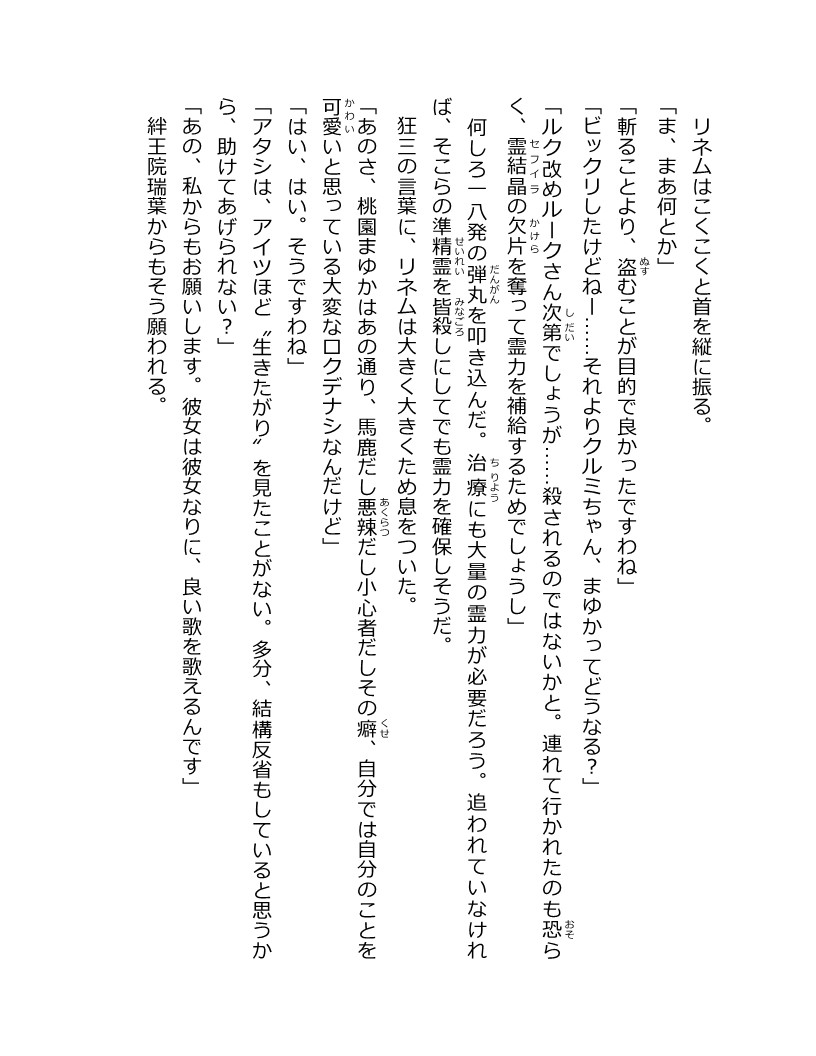 リネムはこくこくと首を縦に振る。
「ま、まあ何とか」
「斬ることより、盗むことが目的で良かったですわね」
「ビックリしたけどねー……それよりクルミちゃん、まゆかってどうなる？」
「ルク改めルークさん次第でしょうが……殺されるのではないかと。連れて行かれたのも恐ら
く、霊結晶の欠片を奪って霊力を補給するためでしょうし」
何しろ一八発の弾丸を叩き込んだ。治療にも大量の霊力が必要だろう。追われていなけれ
ば、そこらの準精霊を皆殺しにしてでも霊力を確保しそうだ。
狂三の言葉に、リネムは大きく大きくため息をついた。
「あのさ、桃園まゆかはあの通り、馬鹿だし悪辣だし小心者だしその癖、自分では自分のことを
可愛いと思っている大変なロクデナシなんだけど」
「はい、はい。そうですわね」
「アタシは、アイツほど〝生きたがり〟を見たことがない。多分、結構反省もしていると思うか
ら、助けてあげられない？」
「あの、私からもお願いします。彼女は彼女なりに、良い歌を歌えるんです」
絆王院瑞葉からもそう願われる。